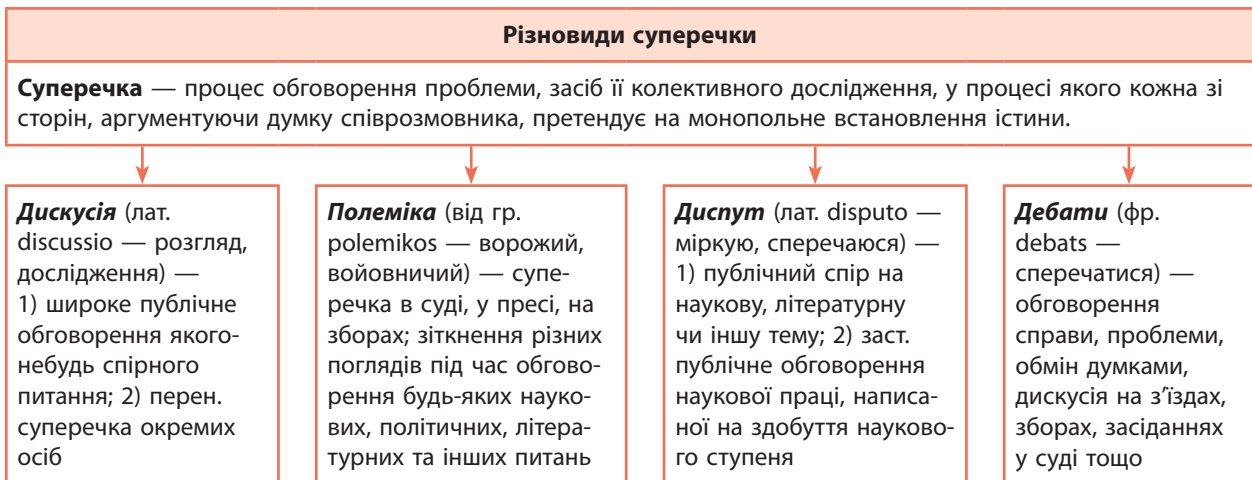 Різновиди суперечки
Суперечка — процес обговорення проблеми, засіб її колективного дослідження, у процесі якого кожна зі
сторін, аргументуючи думку співрозмовника, претендує на монопольне встановлення істини.
Дискусія (лат.
discussio — розгляд,
дослідження) —
1) широке публічне
обговорення якого-
небудь спірного
питання; 2) перен.
суперечка окремих
осіб
Полеміка (від гр.
polemikos — ворожий,
войовничий) — супе-
речка в суді, у пресі, на
зборах; зіткнення різних
поглядів під час обгово-
рення будь-яких науко-
вих, політичних, літера-
турних та інших питань
Диспут (лат. disputo —
міркую, сперечаюся) —
1) публічний спір на
наукову, літературну
чи іншу тему; 2) заст.
публічне обговорення
наукової праці, написа-
ної на здобуття науково-
го ступеня
Дебати (фр.
debats —
сперечатися) —
обговорення
справи, проблеми,
обмін думками,
дискусія на з’їздах,
зборах, засіданнях
у суді тощо